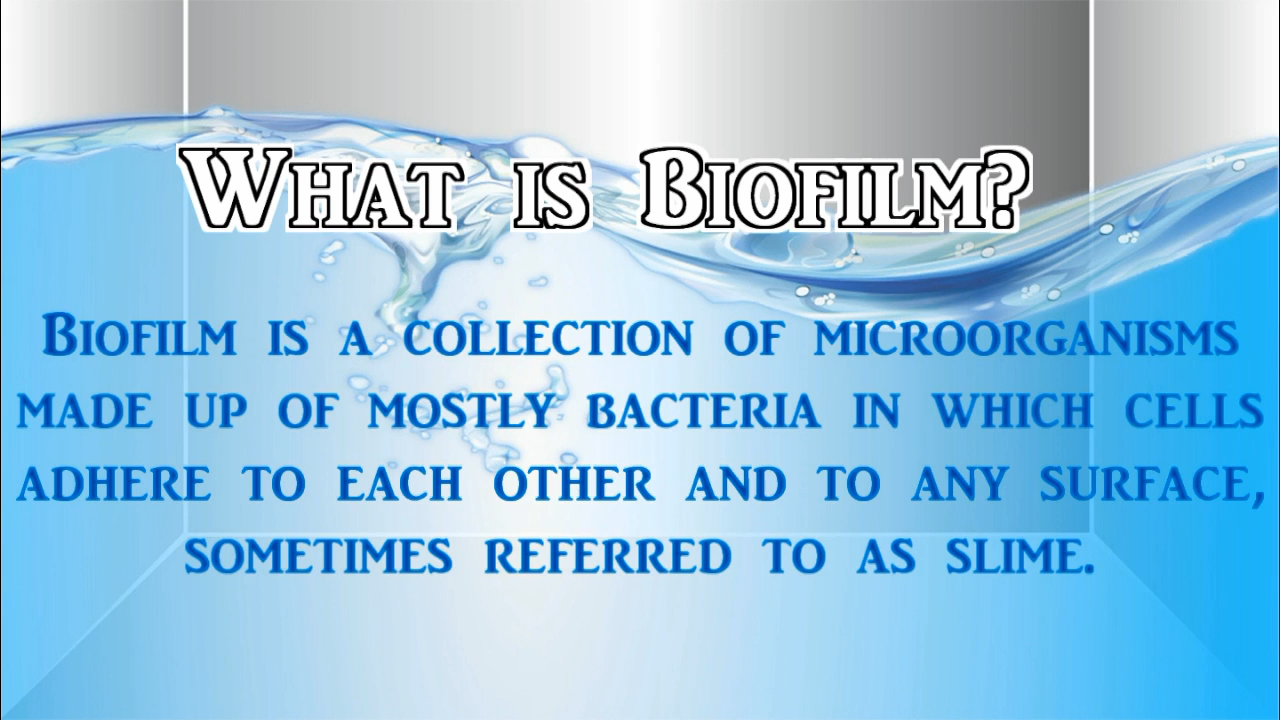 What is Biofilm?
Biofilm is a collection of microorganisms
made up of mostly bacteria in which cells
adhere to each other and to any surface,
sometimes referred to as slime.